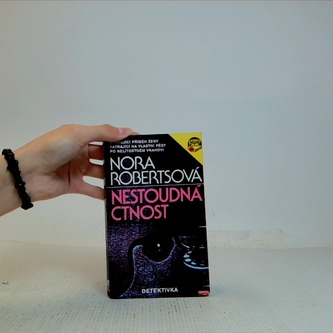 PŘÍBĚH ŽENY
PÁTRAJÍCÍ NA VLASTNÍ PĚST
PO NELÍTOSTNÉM VRAHOVI
NORA
ROBERTSOVÁ
NESTOUDNÁ
CTNOST
DETEKTIVKA